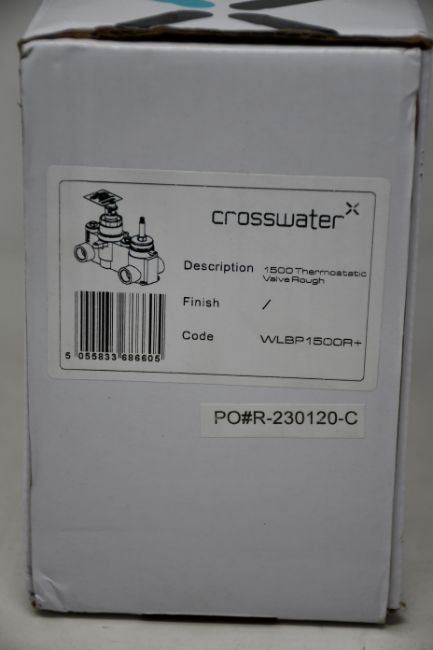 crosswater
Description 1500 Thermostatic
Valve Rough
Finish /
Code WLBP1500R+
5 055833 686605
PO#R-230120-C